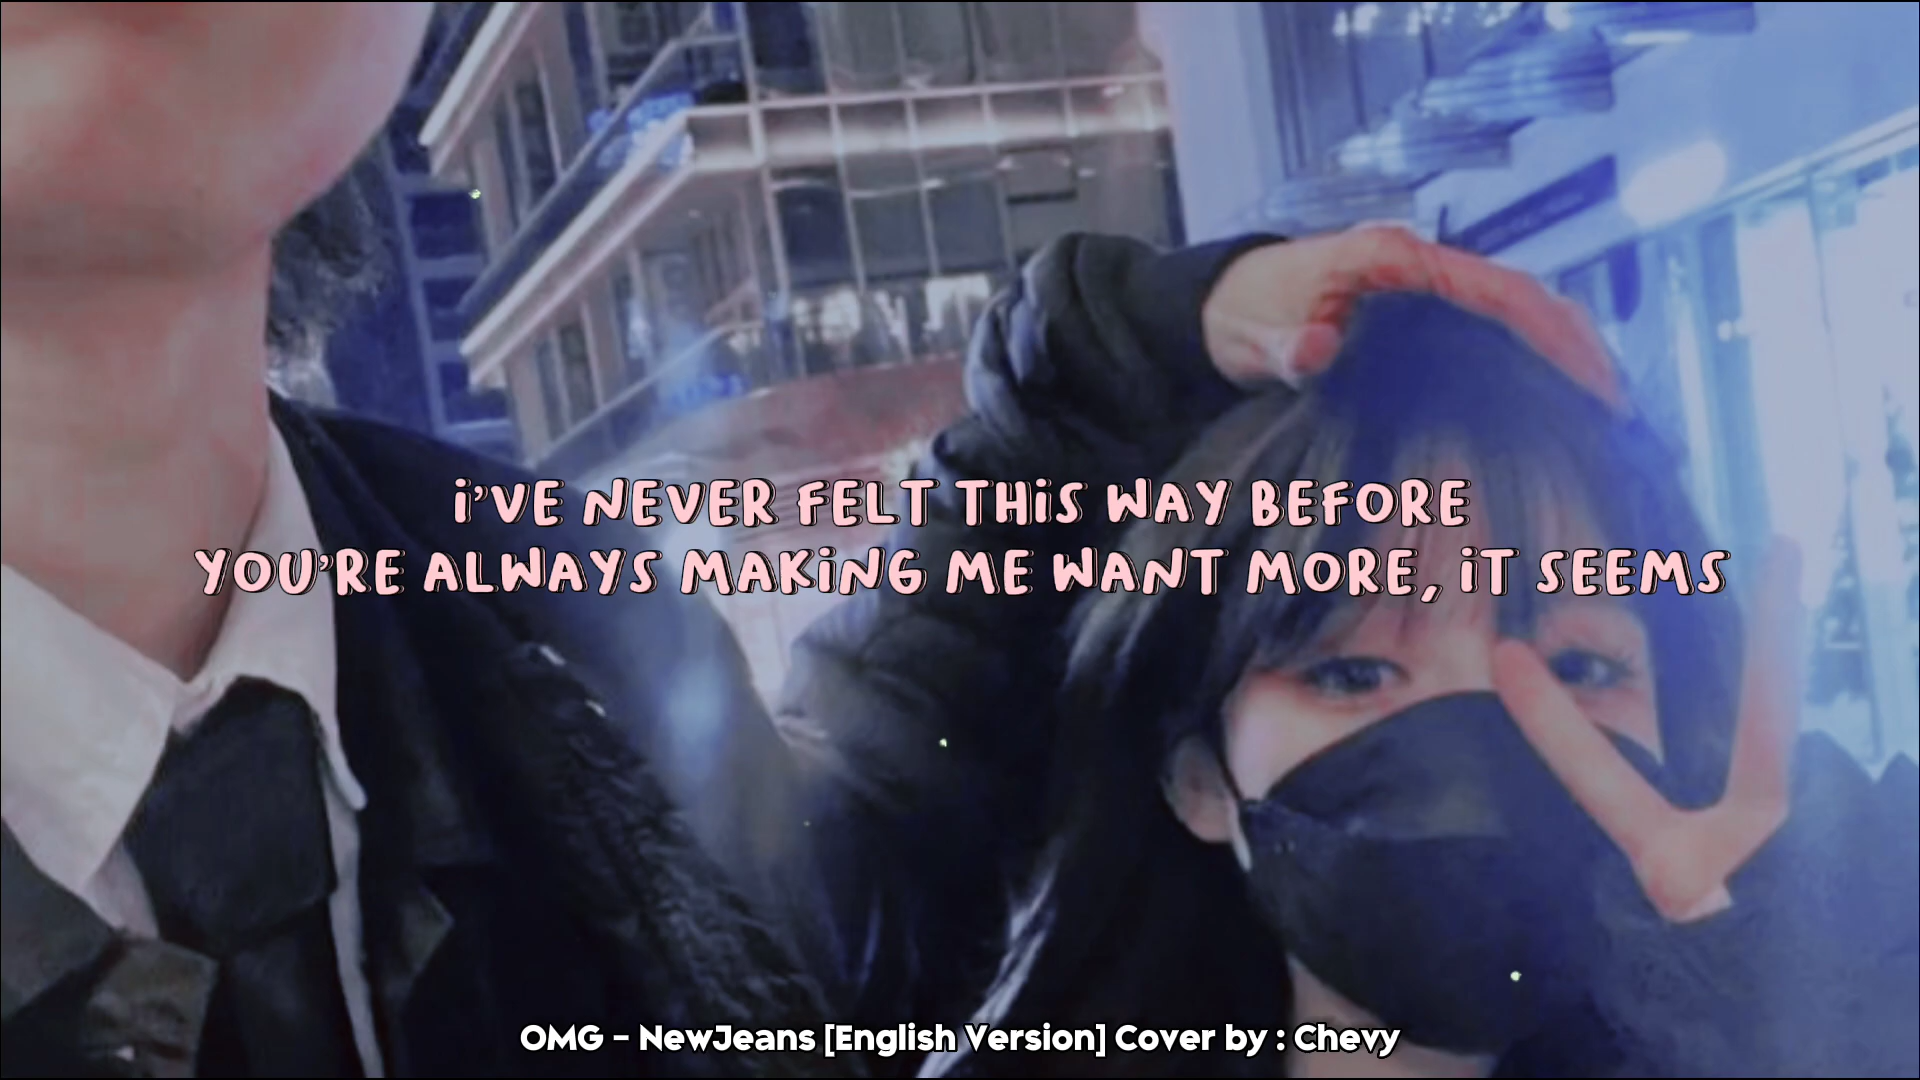 i'VE NEVER FELT THiS WAY BEFORE
YOU'RE ALWAYS MAKiNG ME WANT MORE, iT SEEMS
OMG - NewJeans [English Version] Cover by : Chevy